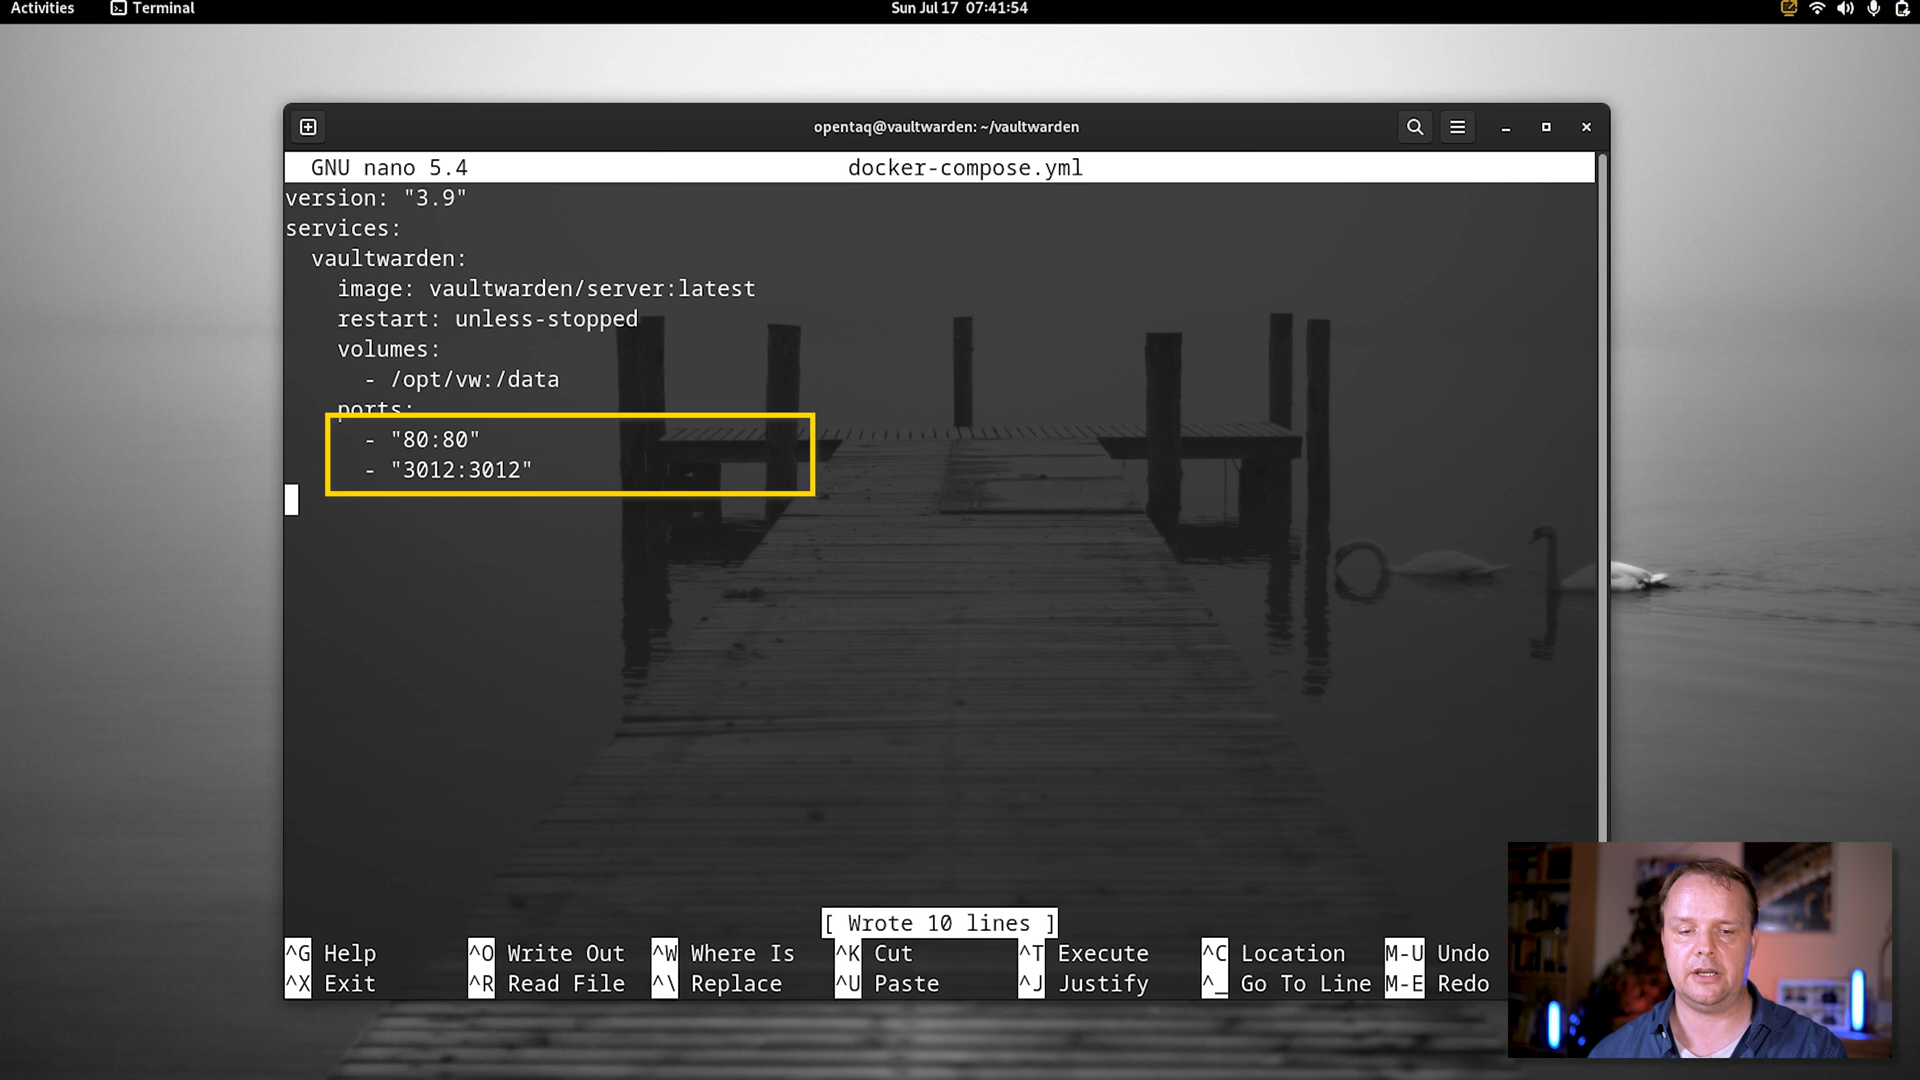 Activities
Terminal
Sun Jul 17 07:41:54
opentaq@vaultwarden: ~/vaultwarden
GNU nano 5.4
docker-compose.yml
version: "3.9"
services:
  vaultwarden:
    image: vaultwarden/server:latest
    restart: unless-stopped
    volumes:
      - /opt/vw:/data
    ports:
      - "80:80"
      - "3012:3012"
[ Wrote 10 lines ]
^G Help ^O Write Out ^W Where Is ^K Cut ^T Execute ^C Location M-U Undo
^X Exit ^R Read File ^\ Replace ^U Paste ^J Justify ^_ Go To Line M-E Redo